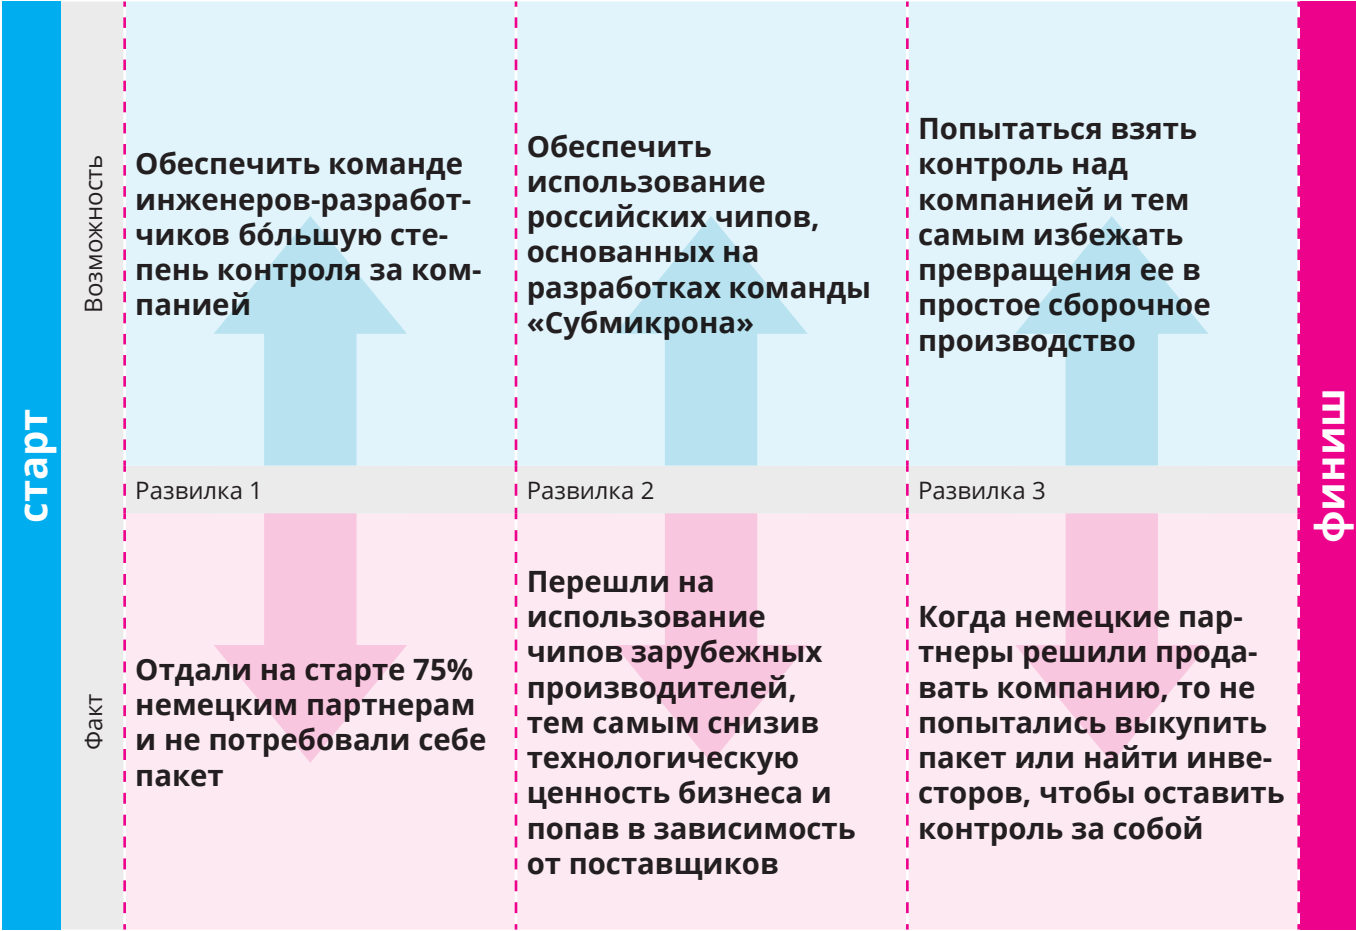 старт
Возможность
Обеспечить команде
инженеров-разработ-
чиков бо́льшую сте-
пень контроля за ком-
панией
Обеспечить
использование
российских чипов,
основанных на
разработках команды
«Субмикрона»
Попытаться взять
контроль над
компанией и тем
самым избежать
превращения ее в
простое сборочное
производство
Развилка 1
Развилка 2
Развилка 3
Факт
Отдали на старте 75%
немецким партнерам
и не потребовали себе
пакет
Перешли на
использование
чипов зарубежных
производителей,
тем самым снизив
технологическую
ценность бизнеса и
попав в зависимость
от поставщиков
Когда немецкие пар-
тнеры решили прода-
вать компанию, то не
попытались выкупить
пакет или найти инве-
сторов, чтобы оставить
контроль за собой
финиш